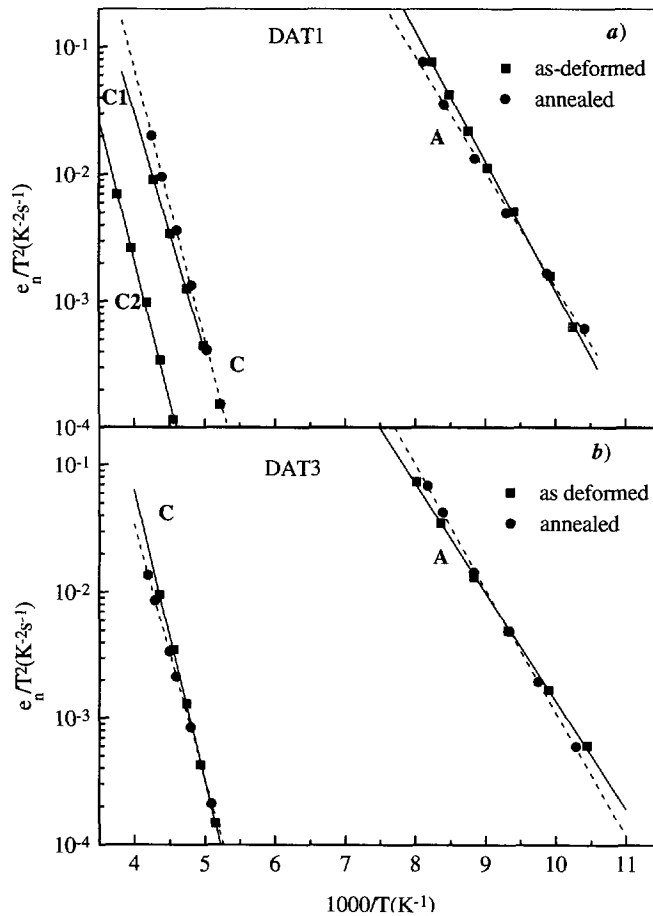 DAT1
a)
as-deformed
annealed
10^-1
10^-2
10^-3
10^-4
e_n/T^2(K^-2s^-1)
C1
C2
C
A
DAT3
b)
as deformed
annealed
10^-1
10^-2
10^-3
10^-4
e_n/T^2(K^-2s^-1)
C
A
4 5 6 7 8 9 10 11
1000/T(K^-1)